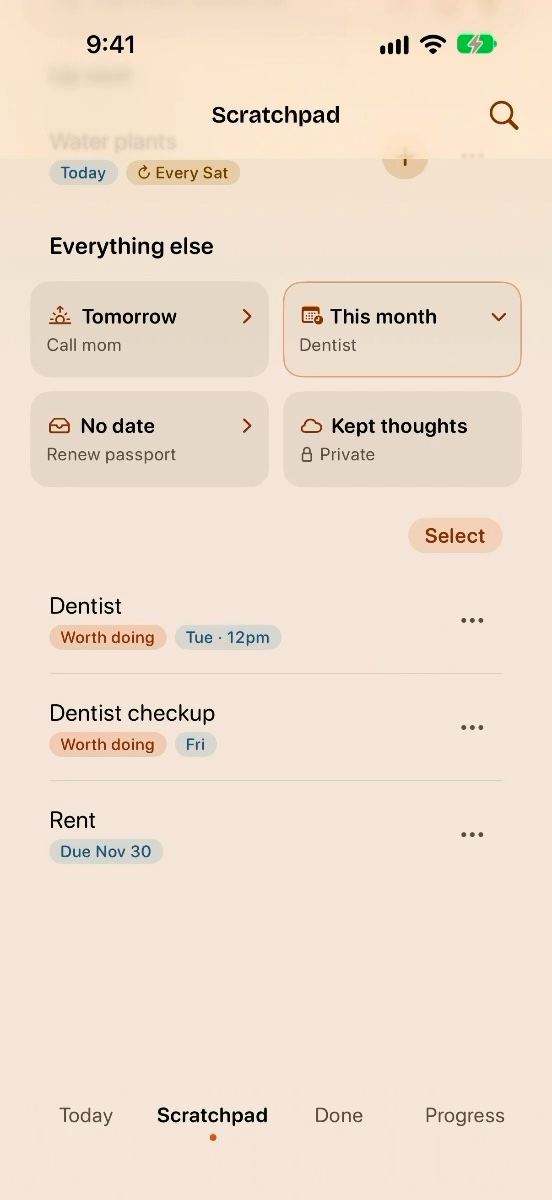 9:41
Scratchpad
Water plants
Today
Every Sat
Everything else
Tomorrow
Call mom
This month
Dentist
No date
Renew passport
Kept thoughts
Private
Select
Dentist
Worth doing
Tue · 12pm
Dentist checkup
Worth doing
Fri
Rent
Due Nov 30
Today
Scratchpad
Done
Progress